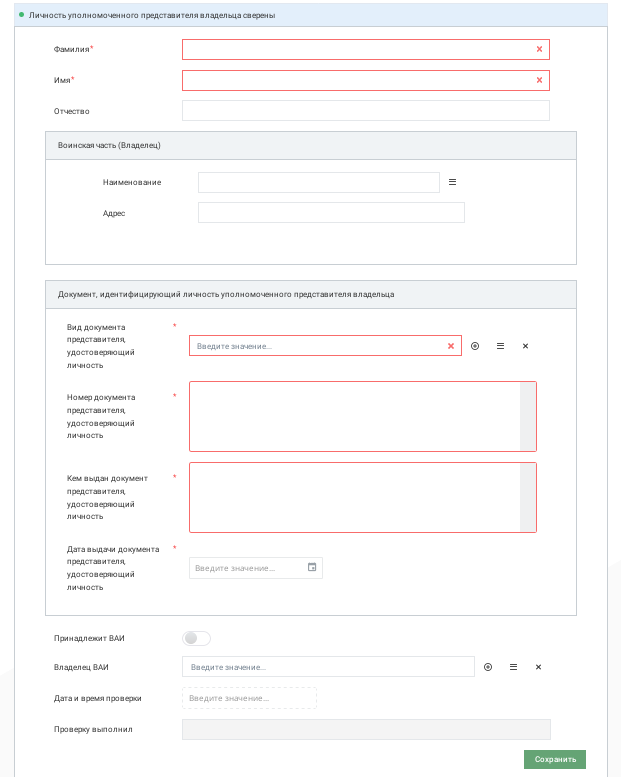 Личность уполномоченного представителя владельца сверены
Фамилия*
Имя*
Отчество
Воинская часть (Владелец)
Наименование
Адрес
Документ, идентифицирующий личность уполномоченного представителя владельца
Вид документа *
представителя,
удостоверяющий
личность
Введите значение...
Номер документа *
представителя,
удостоверяющий
личность
Кем выдан документ *
представителя,
удостоверяющий
личность
Дата выдачи документа *
представителя,
удостоверяющий
личность
Введите значение...
Принадлежит ВАИ
Владелец ВАИ
Введите значение...
Дата и время проверки
Введите значение...
Проверку выполнил
Сохранить